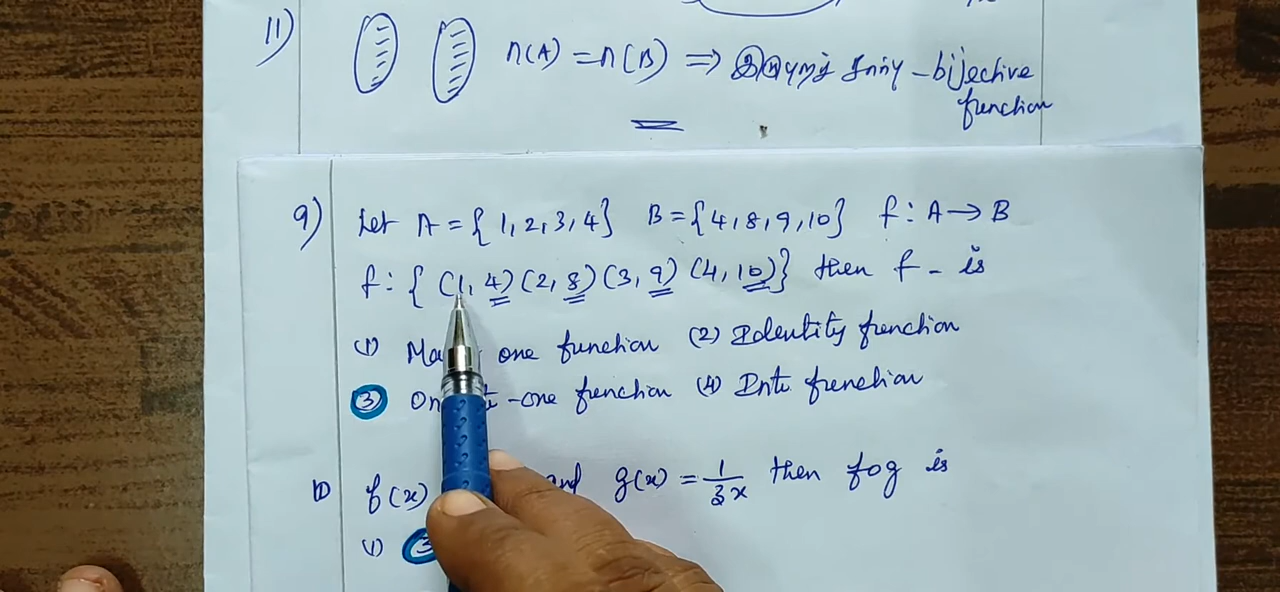 11) n(A) = n(B) ⇒ சார்பு - bijective
function
9) Let A = { 1, 2, 3, 4 } B = { 4, 8, 9, 10 } f : A → B
f : { (1, 4) (2, 8) (3, 9) (4, 10) } then f - is
(1) one function (2) Identity function
(3) - one function (4) Into function
10 f(x) and g(x) = 1/3x then fog is
(1)